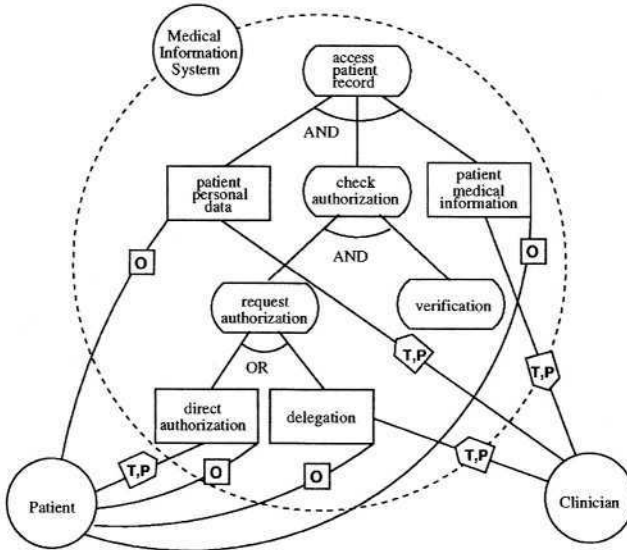 Medical
Information
System
access
patient
record
AND
patient
personal
data
check
authorization
patient
medical
information
O
AND
O
request
authorization
verification
T,P
OR
T,P
direct
authorization
delegation
T,P
O
O
T,P
Patient
Clinician